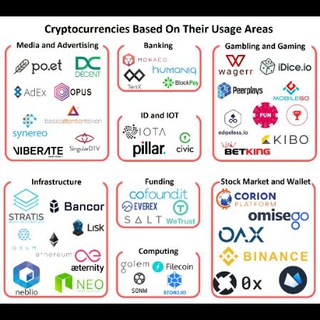 Cryptocurrencies Based On Their Usage Areas
Media and Advertising
po.et
DECENT
AdEx
OPUS
synereo
basicattentiontoken
VIBERATE
SingularDTV
Banking
MONACO
TenX
humaniq
BlockPay
ID and IOT
IOTA
pillar.
civic
Gambling and Gaming
wagerr
iDice.io
Peerplays
MOBILEGO
FUN
edgeless.io
KIBO
BETKING
Infrastructure
STRATIS
Bancor
QTUM
LISK
ethereum
æternity
neblio
NEO
Funding
cofoundit
EVEREX
SALT
WeTrust
Computing
golem
Filecoin
SONM
STORJ.IO
Stock Market and Wallet
CORION
PLATFORM
omisego
OAX
BINANCE
0x